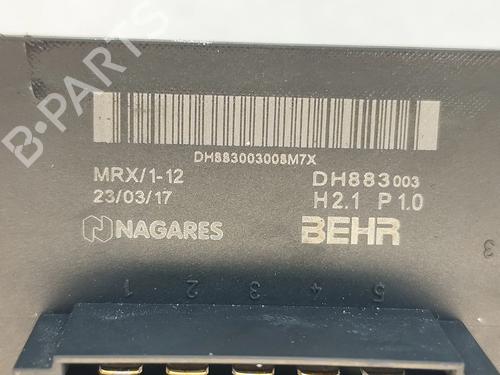 DH883003008M7X
MRX/1-12
DH883003
23/03/17
H2.1 P1.0
NAGARES
BEHR
3
1 2 3 4 5
B-PARTS